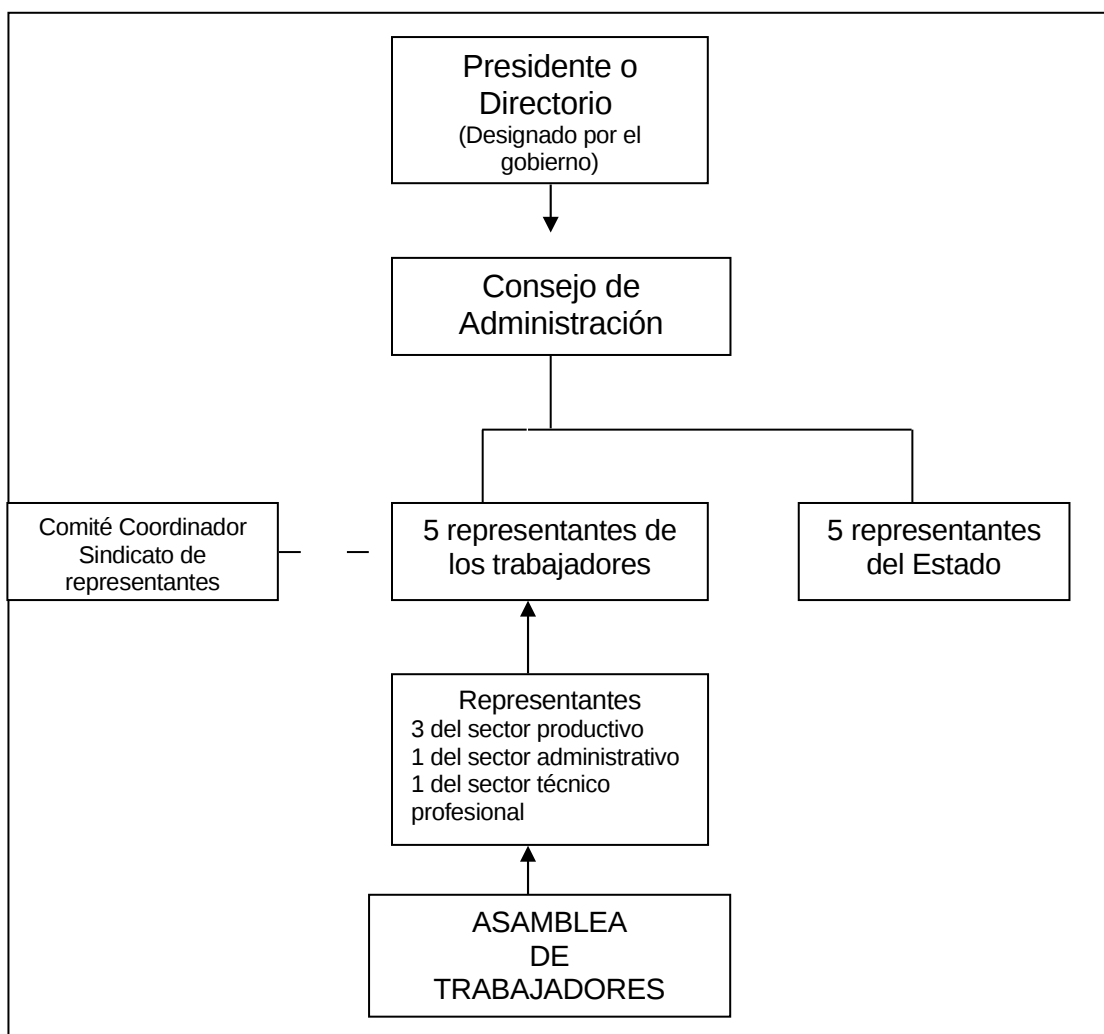 Presidente o
Directorio
(Designado por el
gobierno)
Consejo de
Administración
Comité Coordinador
Sindicato de
representantes
5 representantes de
los trabajadores
5 representantes
del Estado
Representantes
3 del sector productivo
1 del sector administrativo
1 del sector técnico
profesional
ASAMBLEA
DE
TRABAJADORES